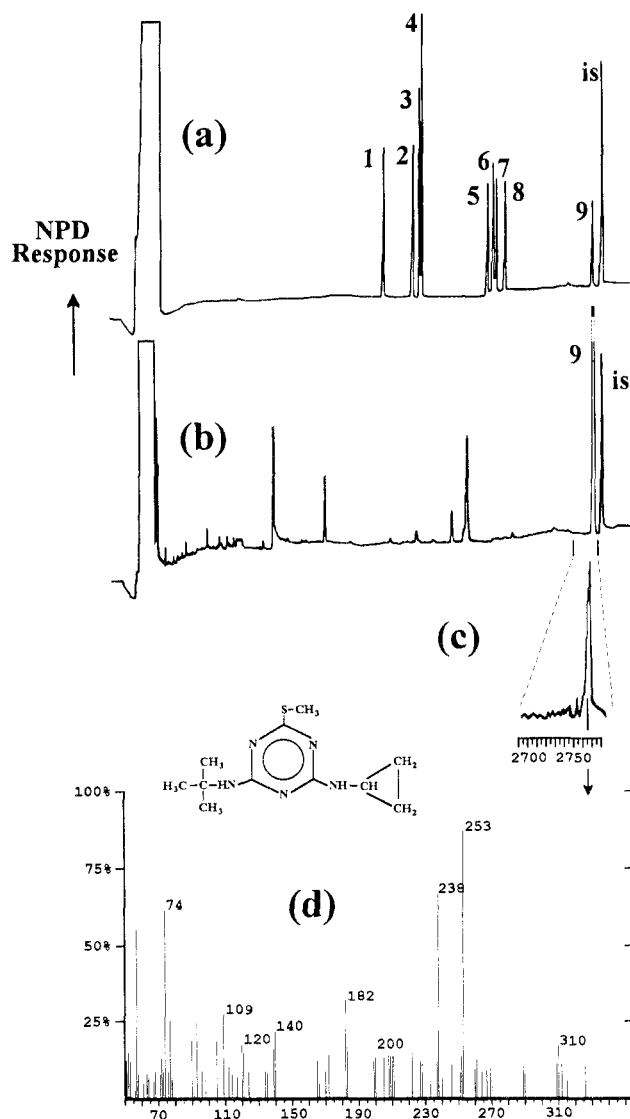 4
is
3
(a)
1
2
6
7
5
8
9
NPD
Response
9
is
(b)
(c)
S-CH₃
N
N
CH₃
CH₂
H₃C
HN
N
NH
CH
CH₃
CH₂
2700
2750
100%
75%
50%
25%
253
238
74
(d)
182
109
140
120
200
310
70
110
150
190
230
270
310